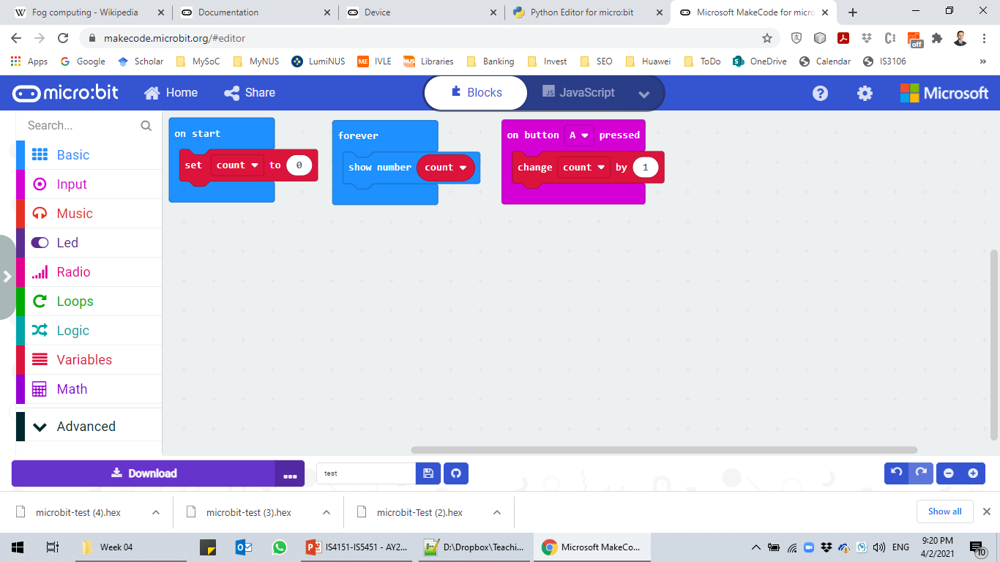 Fog computing - Wikipedia
Documentation
Device
Python Editor for micro:bit
Microsoft MakeCode for micro
makecode.microbit.org/#editor
off
Apps Google Scholar MySoC MyNUS LumiNUS IVLE Libraries Banking Invest SEO Huawei ToDo OneDrive Calendar IS3106 »
micro:bit Home Share Blocks JavaScript Microsoft
Search...
Basic
Input
Music
Led
Radio
Loops
Logic
Variables
Math
Advanced
on start
set count to 0
forever
show number count
on button A pressed
change count by 1
Download ... test
microbit-test (4).hex microbit-test (3).hex microbit-Test (2).hex Show all
Week 04 IS4151-IS5451 - AY2... D:\Dropbox\Teachi... Microsoft MakeCo... ENG
9:20 PM
4/2/2021
10